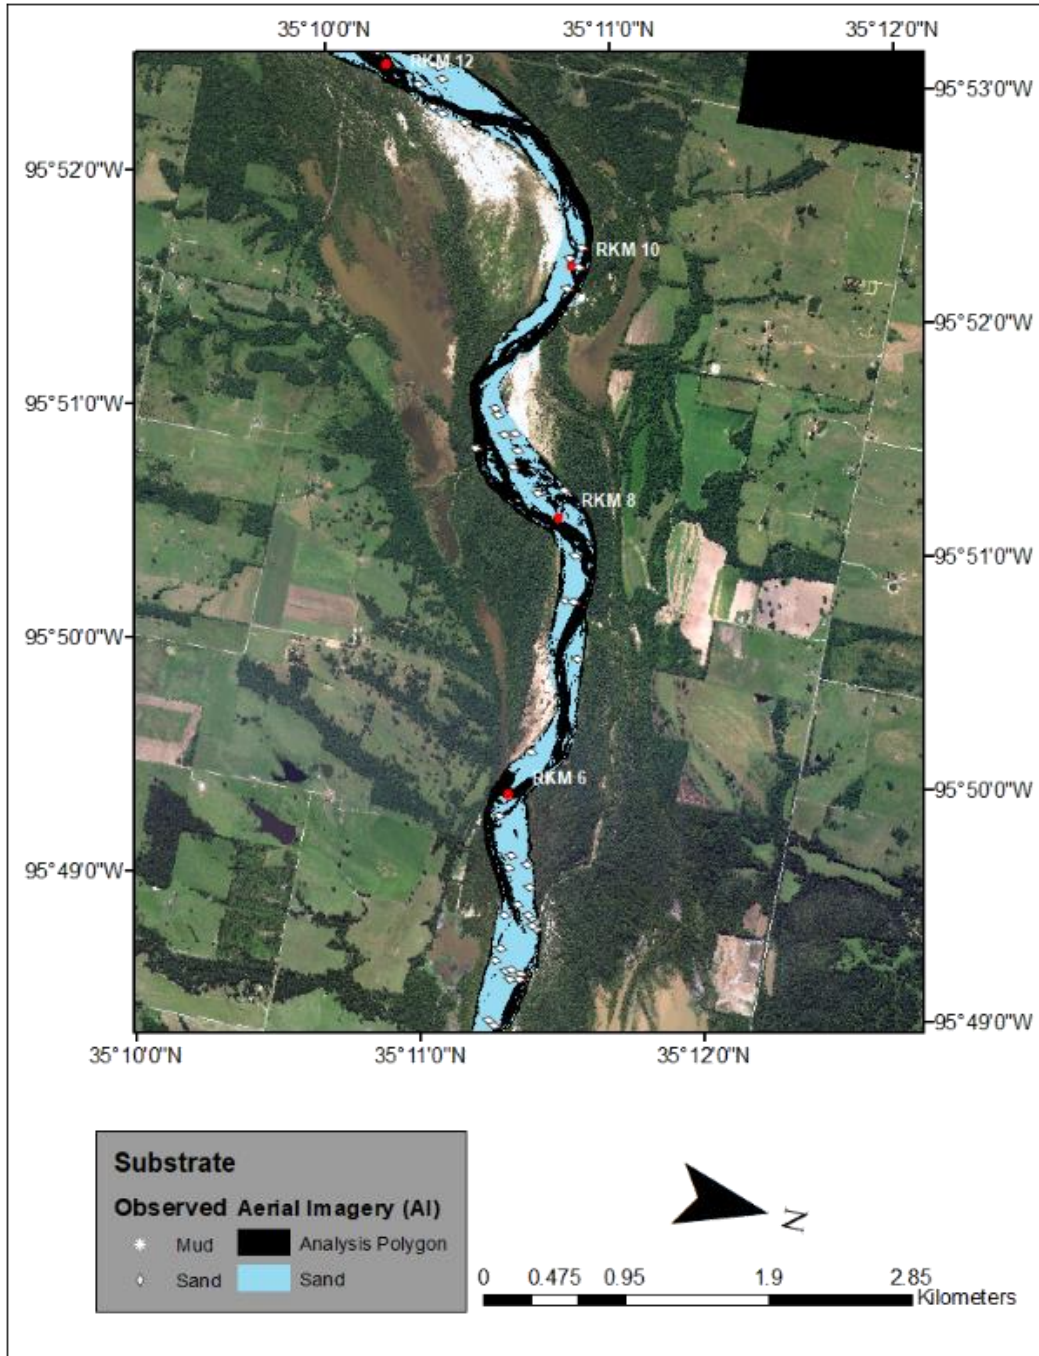 35°10'0"N 35°11'0"N 35°12'0"N
RKM 12
95°53'0"W
95°52'0"W
RKM 10
95°52'0"W
95°51'0"W
RKM 8
95°51'0"W
95°50'0"W
RKM 6
95°50'0"W
95°49'0"W
95°49'0"W
35°10'0"N 35°11'0"N 35°12'0"N
Substrate
Observed Aerial Imagery (AI)
Mud Analysis Polygon
Sand Sand
N
0 0.475 0.95 1.9 2.85
Kilometers